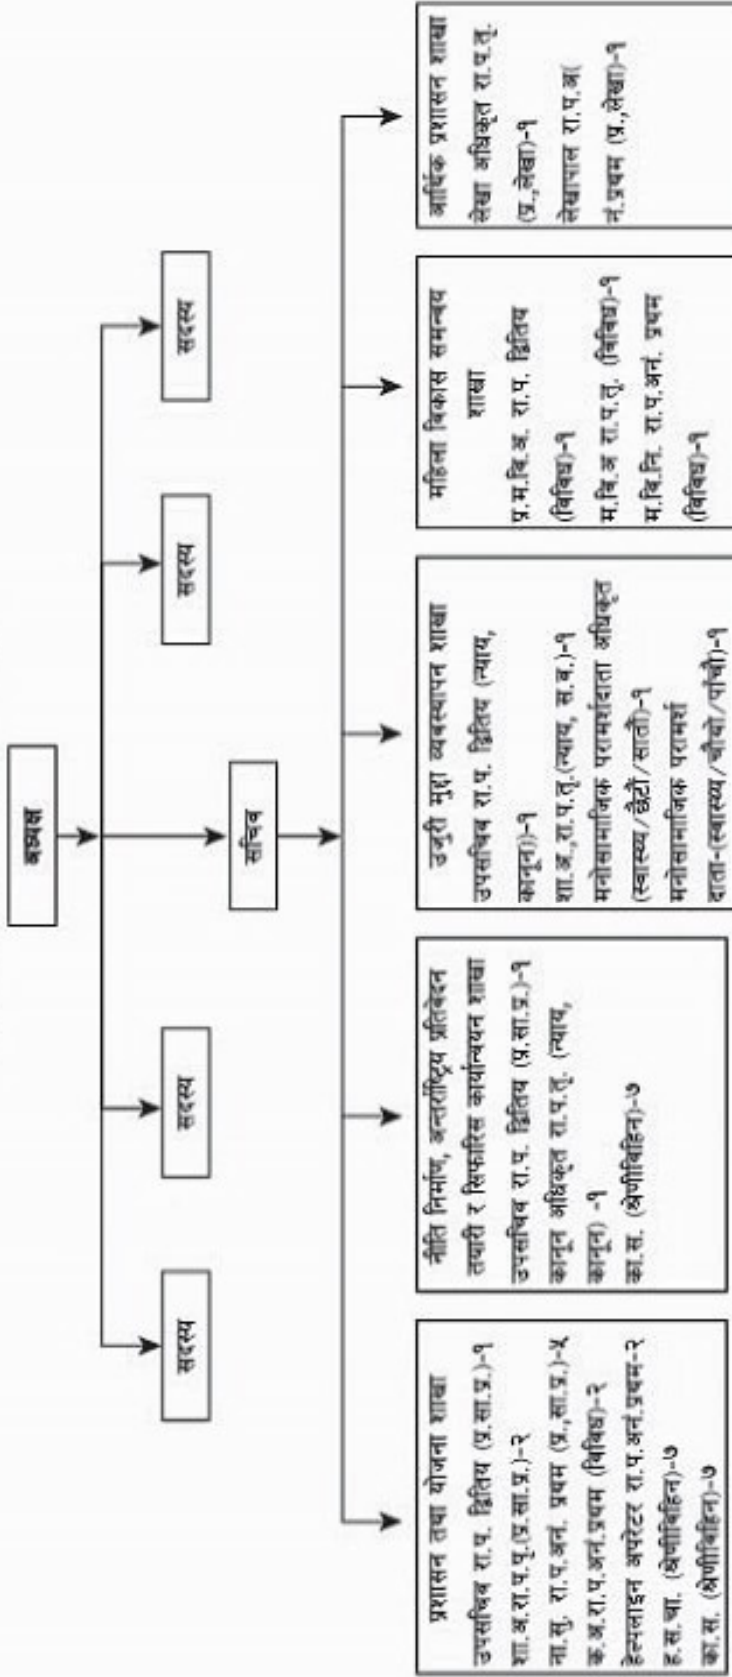 अध्यक्ष
सदस्य
सदस्य
सदस्य
सदस्य
सचिव
प्रशासन तथा योजना शाखा
उपसचिव रा.प. द्वितिय (प्र.सा.प्र.)-१
शा.अ.रा.प.पृ.(प्र.सा.प्र.)-२
ना.सु. रा.प.अनं. प्रथम (प्र.,सा.प्र.)-५
क.अ.रा.प.अनं.प्रथम (विविध)-२
हेल्पलाइन अपरेटर रा.प.अनं.प्रथम-२
ह.स.चा. (श्रेणीविहिन)-७
का.स. (श्रेणीविहिन)-७
नीति निर्माण, अन्तर्राष्ट्रिय प्रतिवेदन
तयारी र सिफारिस कार्यान्वयन शाखा
उपसचिव रा.प. द्वितिय (प्र.सा.प्र.)-१
कानून अधिकृत रा.प.तृ. (न्याय,
कानून) -१
का.स. (श्रेणीविहिन)-७
उजुरी मुद्दा व्यबस्थापन शाखा
उपसचिव रा.प. द्वितिय (न्याय,
कानून))-१
शा.अ.,रा.प.तृ.(न्याय, स.ब.)-१
मनोसामाजिक परामर्शदाता अधिकृत
(स्वास्थ्य/छैटौं/सातौं)-१
मनोसामाजिक परामर्श
दाता-(स्वास्थ्य/चौथो/पाँचौ)-१
महिला विकास समन्वय
शाखा
प्र.म.वि.अ. रा.प. द्वितिय
(विविध)-१
म.वि.अ रा.प.तृ. (विविध)-१
म.वि.नि. रा.प.अनं. प्रथम
(विविध)-१
आर्थिक प्रशासन शाखा
लेखा अधिकृत रा.प.तृ.
(प्र.,लेखा)-१
लेखापाल रा.प.अ(
नं.प्रथम (प्र.,लेखा)-१